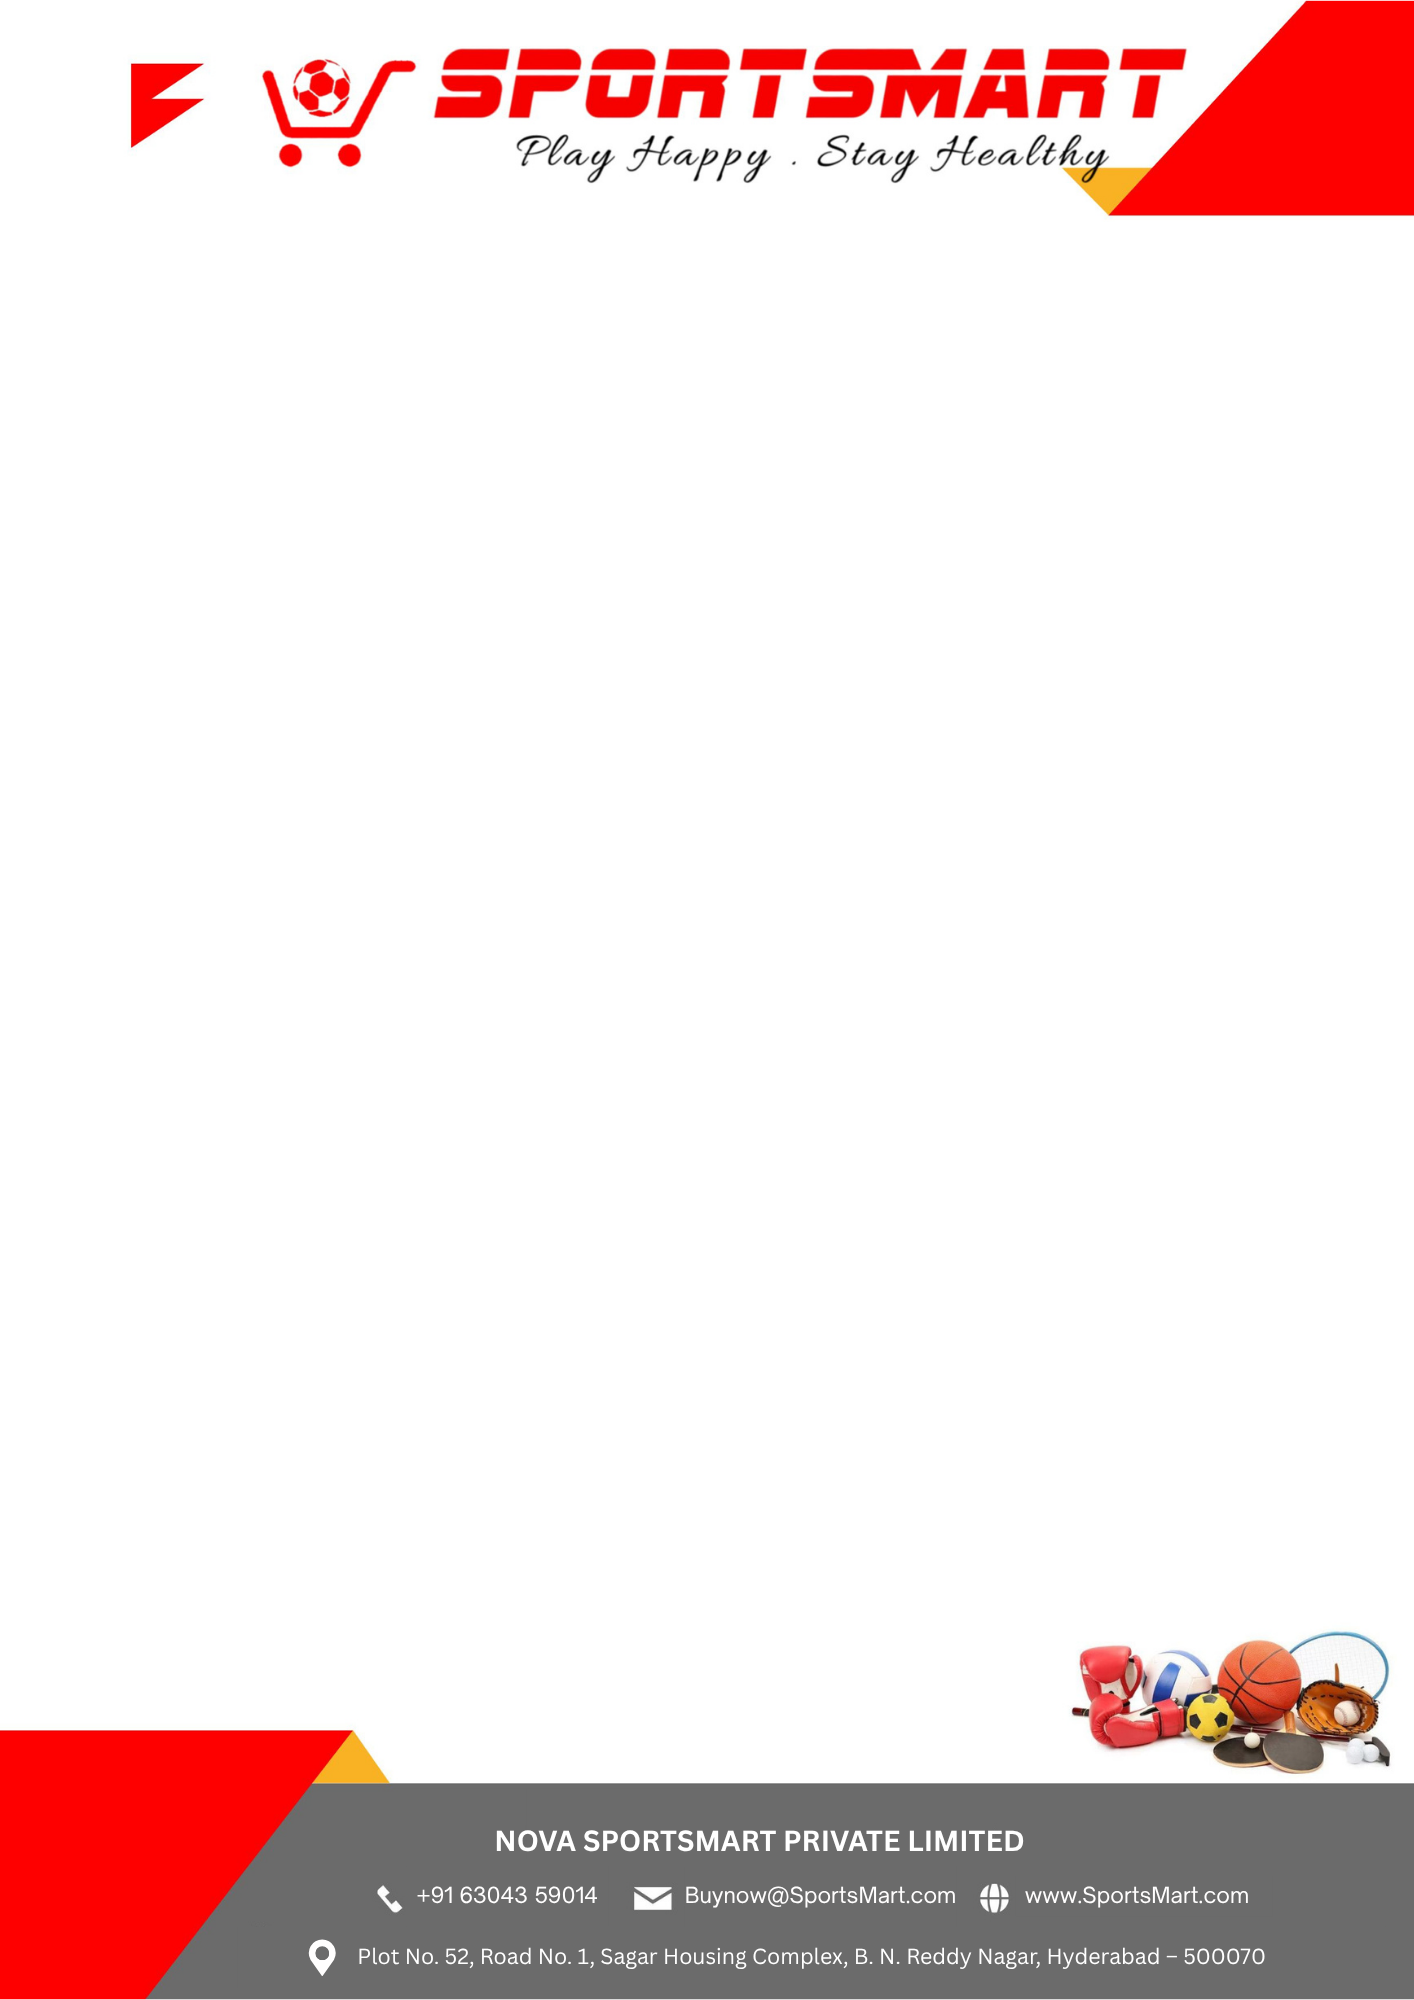 SPORTSMART
Play Happy . Stay Healthy
NOVA SPORTSMART PRIVATE LIMITED
+91 63043 59014 Buynow@SportsMart.com www.SportsMart.com
Plot No. 52, Road No. 1, Sagar Housing Complex, B. N. Reddy Nagar, Hyderabad – 500070